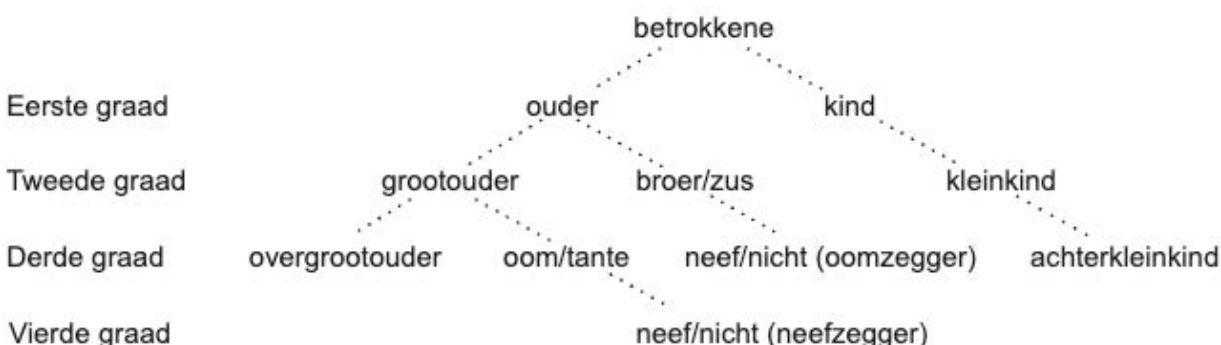 betrokkene
Eerste graad ouder kind
Tweede graad grootouder broer/zus kleinkind
Derde graad overgrootouder oom/tante neef/nicht (oomzegger) achterkleinkind
Vierde graad neef/nicht (neefzegger)